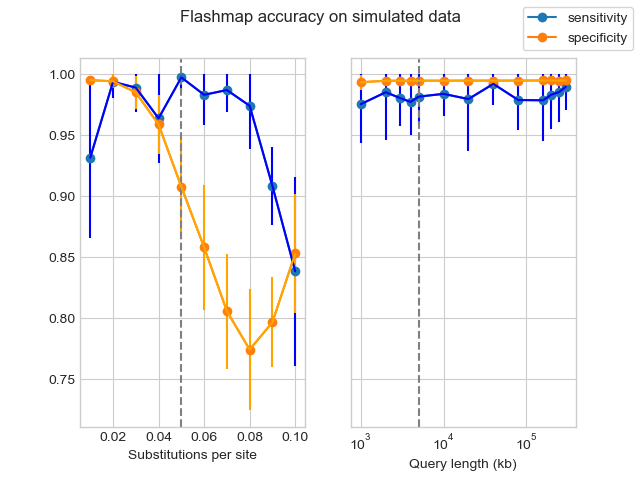 Flashmap accuracy on simulated data
sensitivity
specificity
1.00
0.95
0.90
0.85
0.80
0.75
0.02 0.04 0.06 0.08 0.10
Substitutions per site
10³ 10⁴ 10⁵
Query length (kb)